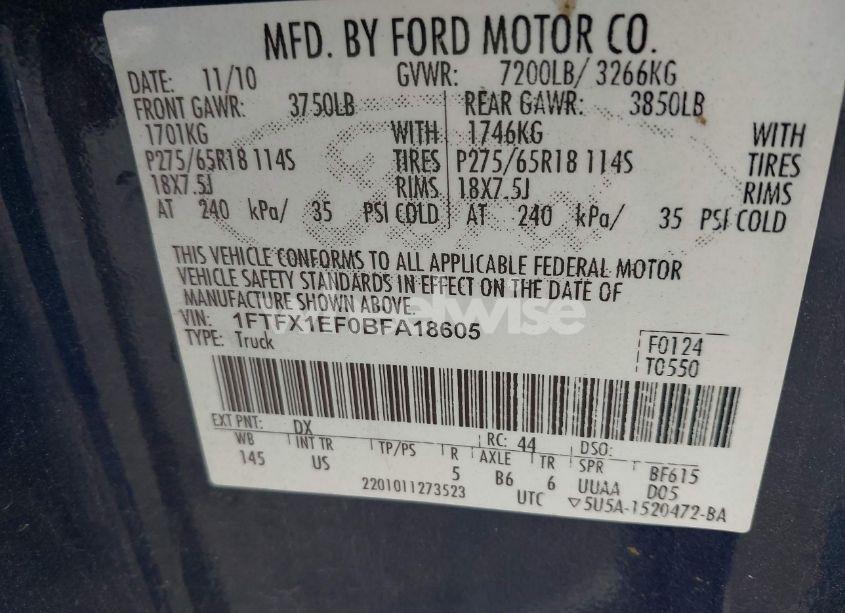 MFD. BY FORD MOTOR CO.
DATE: 11/10 GVWR: 7200LB/ 3266KG
FRONT GAWR: 3750LB REAR GAWR: 3850LB
1701KG WITH 1746KG WITH
P275/65R18 114S TIRES P275/65R18 114S TIRES
18X7.5J RIMS 18X7.5J RIMS
AT 240 kPa/ 35 PSI COLD AT 240 kPa/ 35 PSI COLD
THIS VEHICLE CONFORMS TO ALL APPLICABLE FEDERAL MOTOR
VEHICLE SAFETY STANDARDS IN EFFECT ON THE DATE OF
MANUFACTURE SHOWN ABOVE.
VIN: 1FTFX1EF0BFA18605
TYPE: Truck
F0124
T0550
EXT PNT: DX RC: 44 DSO:
WB INT TR TP/PS R AXLE TR SPR BF615
145 US 5 B6 6 UUAA D05
2201011273523 UTC ▽5U5A-1520472-BA